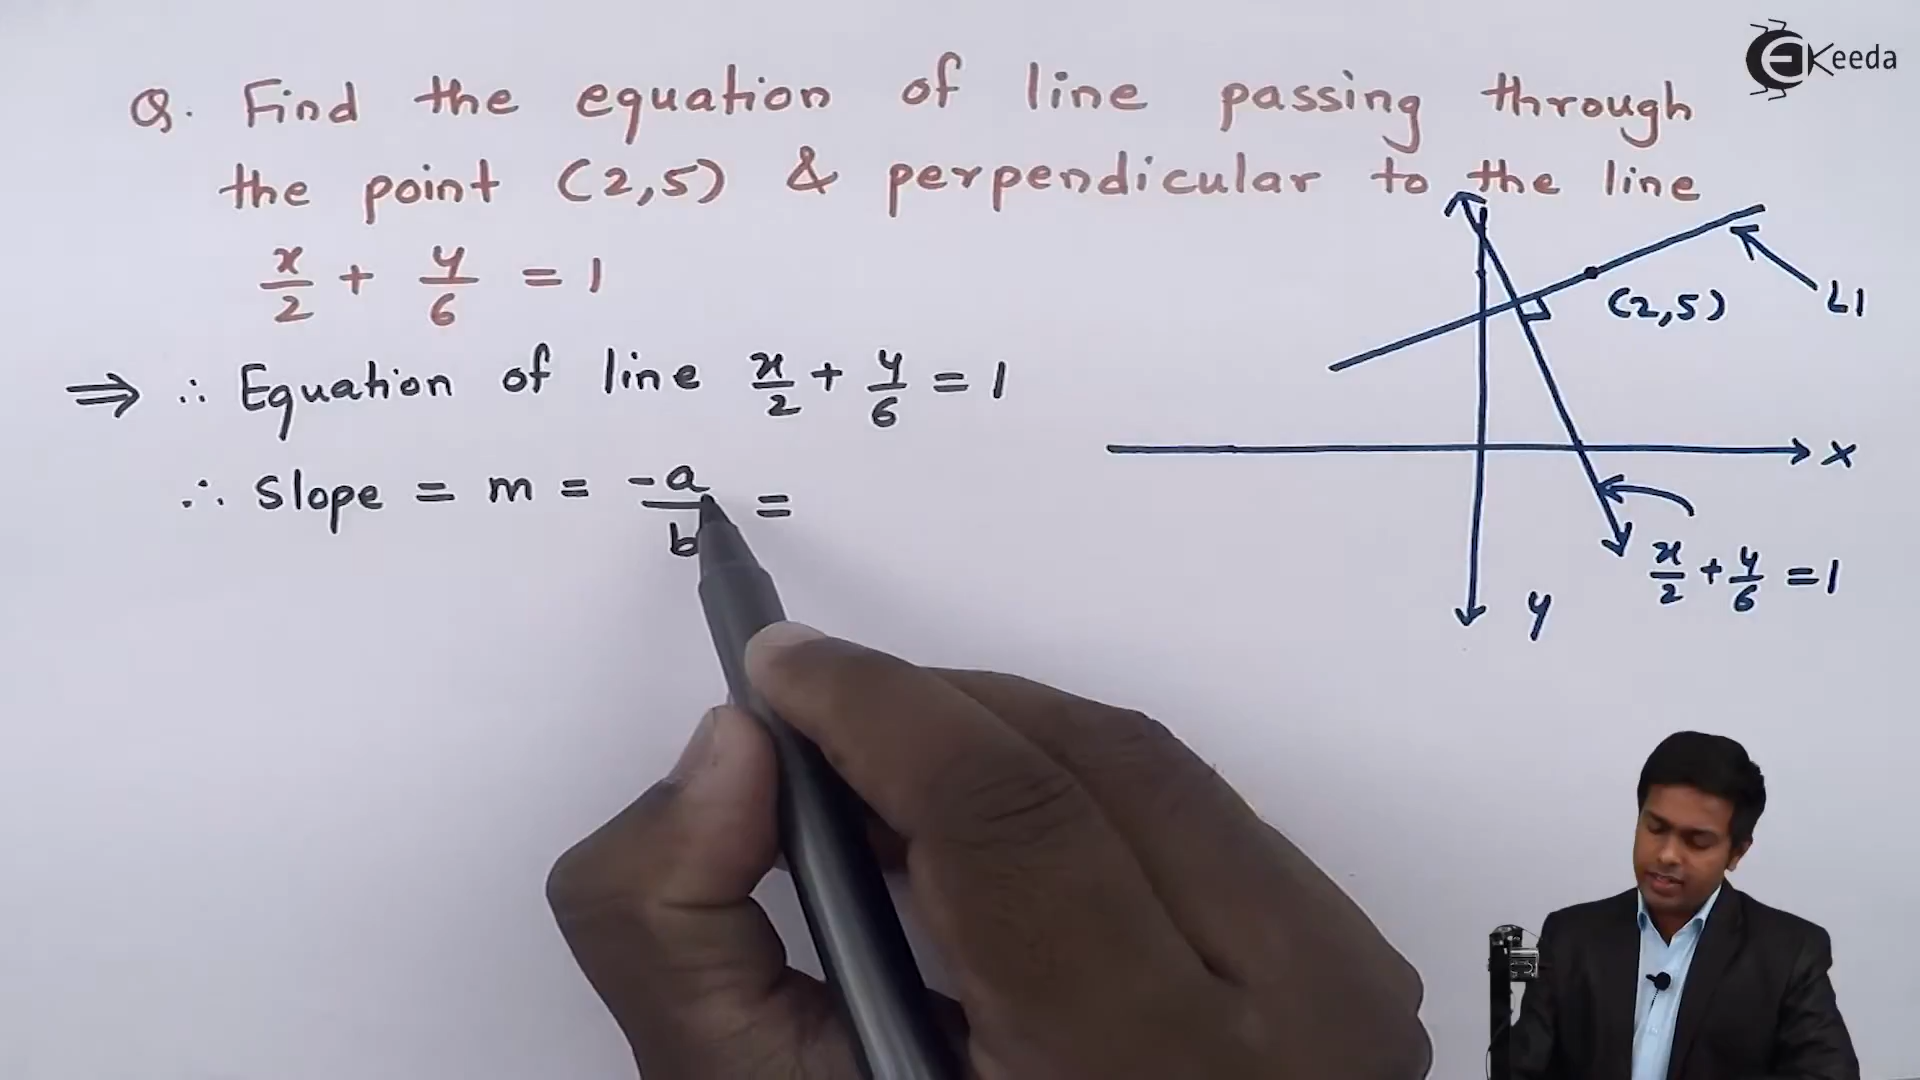 Keeda
Q. Find the equation of line passing through
the point (2,5) & perpendicular to the line
x/2 + y/6 = 1
⇒ ∴ Equation of line x/2 + y/6 = 1
∴ Slope = m = -a/b =
(2,5)
L1
x
x/2 + y/6 = 1
y